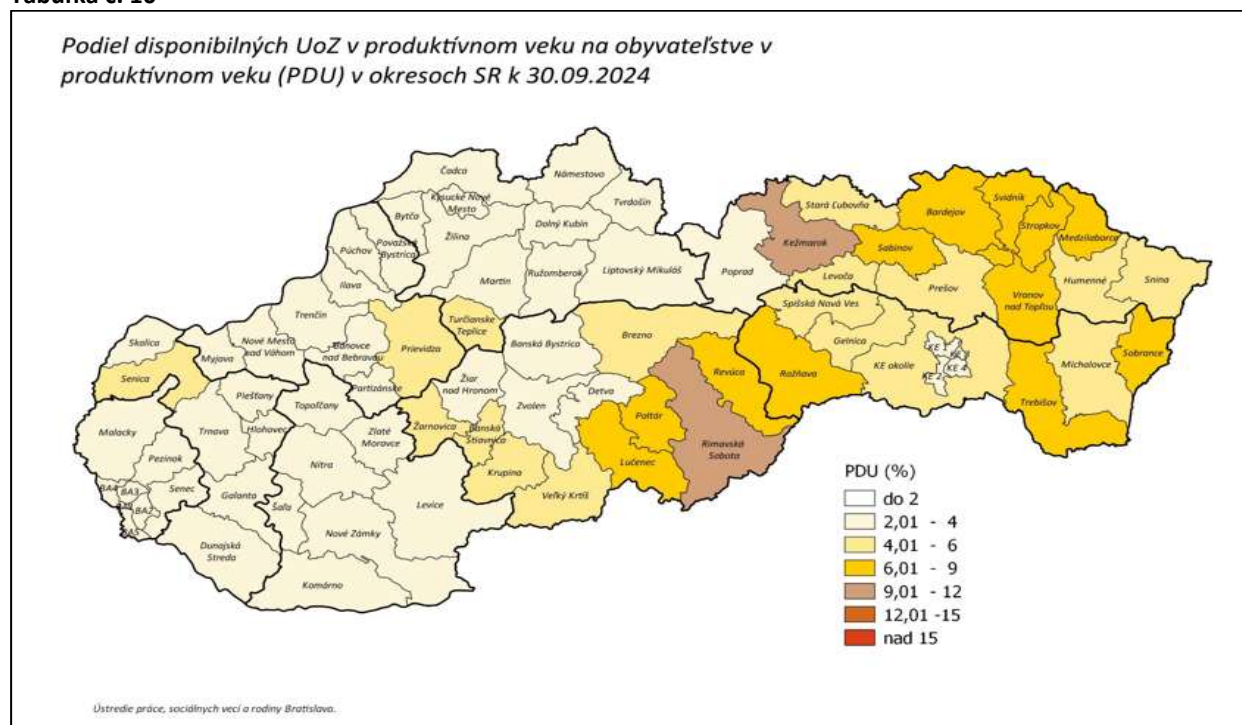 Podiel disponibilných UoZ v produktívnom veku na obyvateľstve v
produktívnom veku (PDU) v okresoch SR k 30.09.2024
Čadca
Námestovo
Kysucké Nové
Mesto
Tvrdošín
Bytča
Dolný Kubín
Žilina
Púchov
Považská
Bystrica
Ilava
Martin
Ružomberok
Liptovský Mikuláš
Poprad
Kežmarok
Stará Ľubovňa
Bardejov
Svidník
Stropkov
Medzilaborce
Sabinov
Levoča
Prešov
Vranov
nad Topľou
Humenné
Snina
Trenčín
Turčianske
Teplice
Prievidza
Bánovce
nad Bebravou
Nové Mesto
nad Váhom
Skalica
Myjava
Senica
Partizánske
Banská Bystrica
Brezno
Spišská Nová Ves
Gelnica
KE okolie
KE 4
Michalovce
Sobrance
Trebišov
Rožňava
Revúca
Rimavská
Sobota
Poltár
Lučenec
Detva
Zvolen
Žiar
nad Hronom
Žarnovica
Banská
Štiavnica
Krupina
Veľký Krtíš
Piešťany
Topoľčany
Hlohovec
Trnava
Zlaté
Moravce
Nitra
Levice
Malacky
Pezinok
Senec
BA4
BA3
BA2
BA5
Galanta
Šaľa
Nové Zámky
Dunajská
Streda
Komárno
PDU (%)
do 2
2,01 - 4
4,01 - 6
6,01 - 9
9,01 - 12
12,01 -15
nad 15
Ústredie práce, sociálnych vecí a rodiny Bratislava.